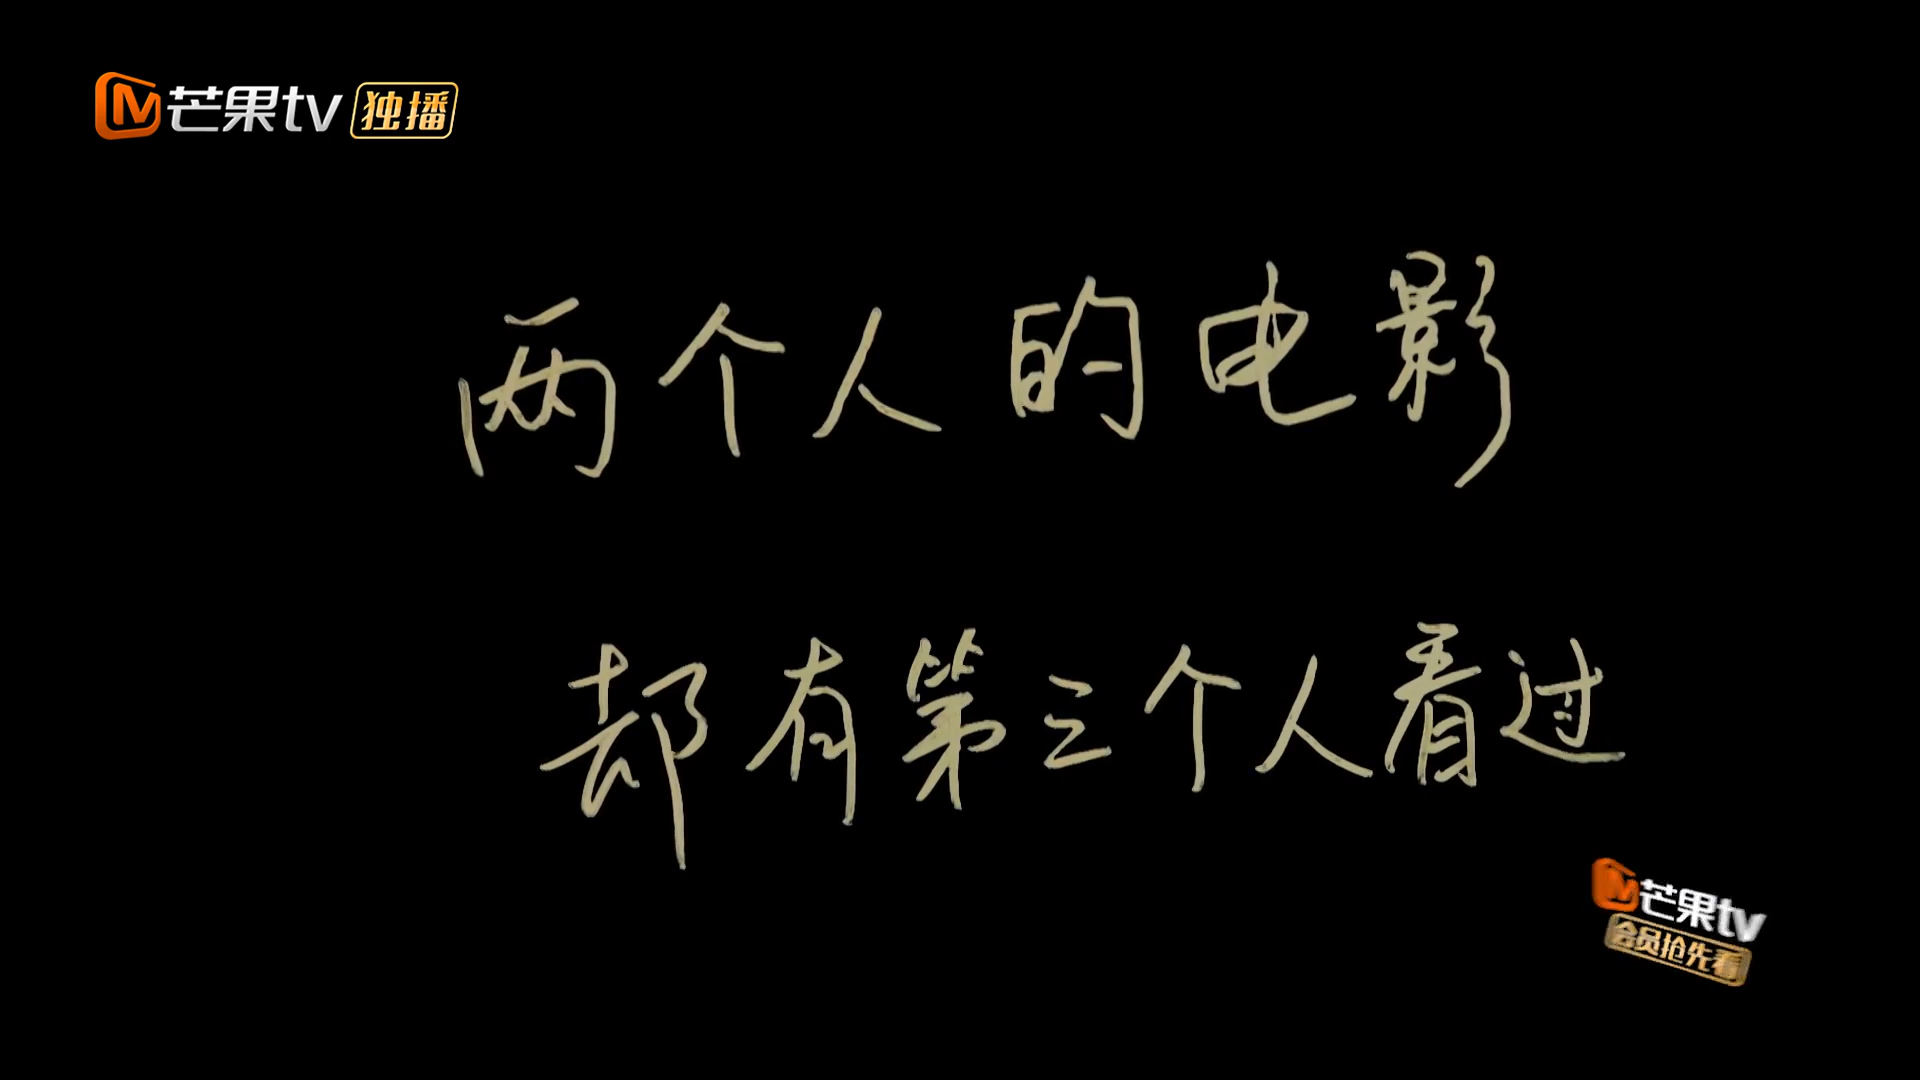 芒果tv 独播
两个人的电影
却有第三个人看过
芒果tv
会员抢先看